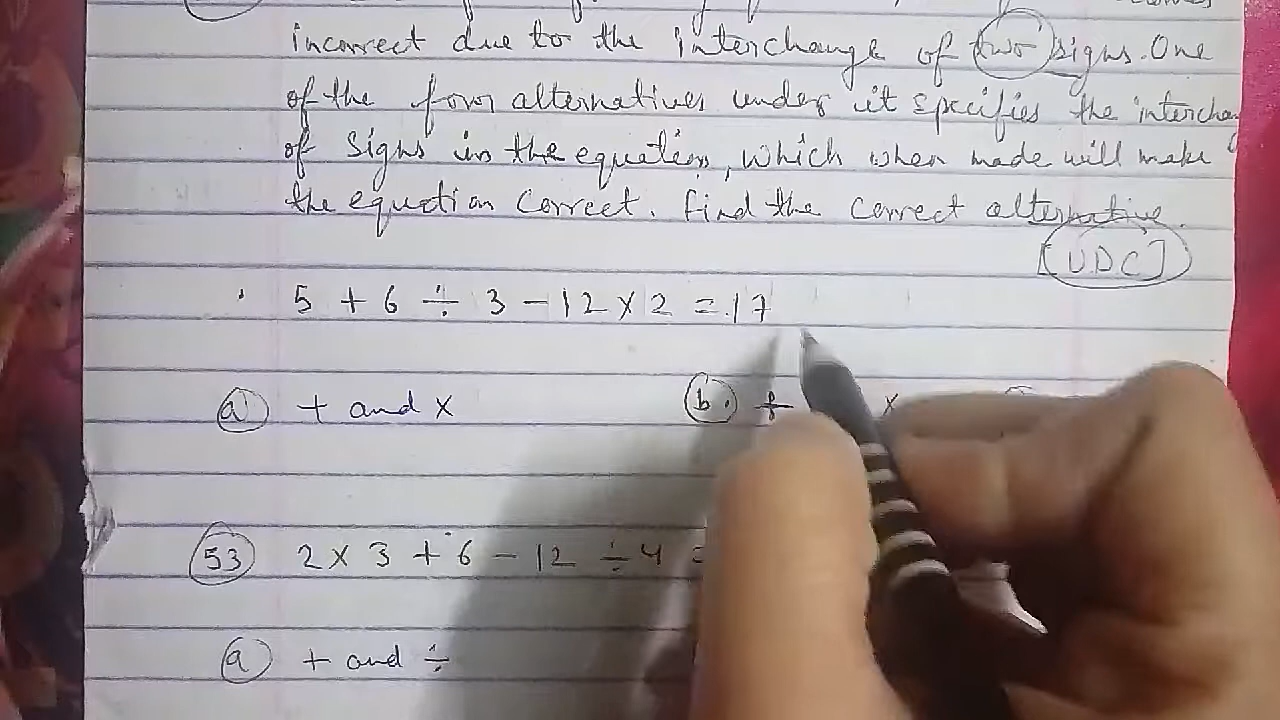 incorrect due to the interchange of two signs. One
of the four alternatives under it specifies the
of signs in the equation, which when made will make
the equation correct. Find the correct alternative.
[UDC]
5 + 6 ÷ 3 - 12 × 2 = 17
(a) + and ×
(b) ÷ ×
(53) 2 × 3 + 6 - 12 ÷ 4 =
(a) + and ÷